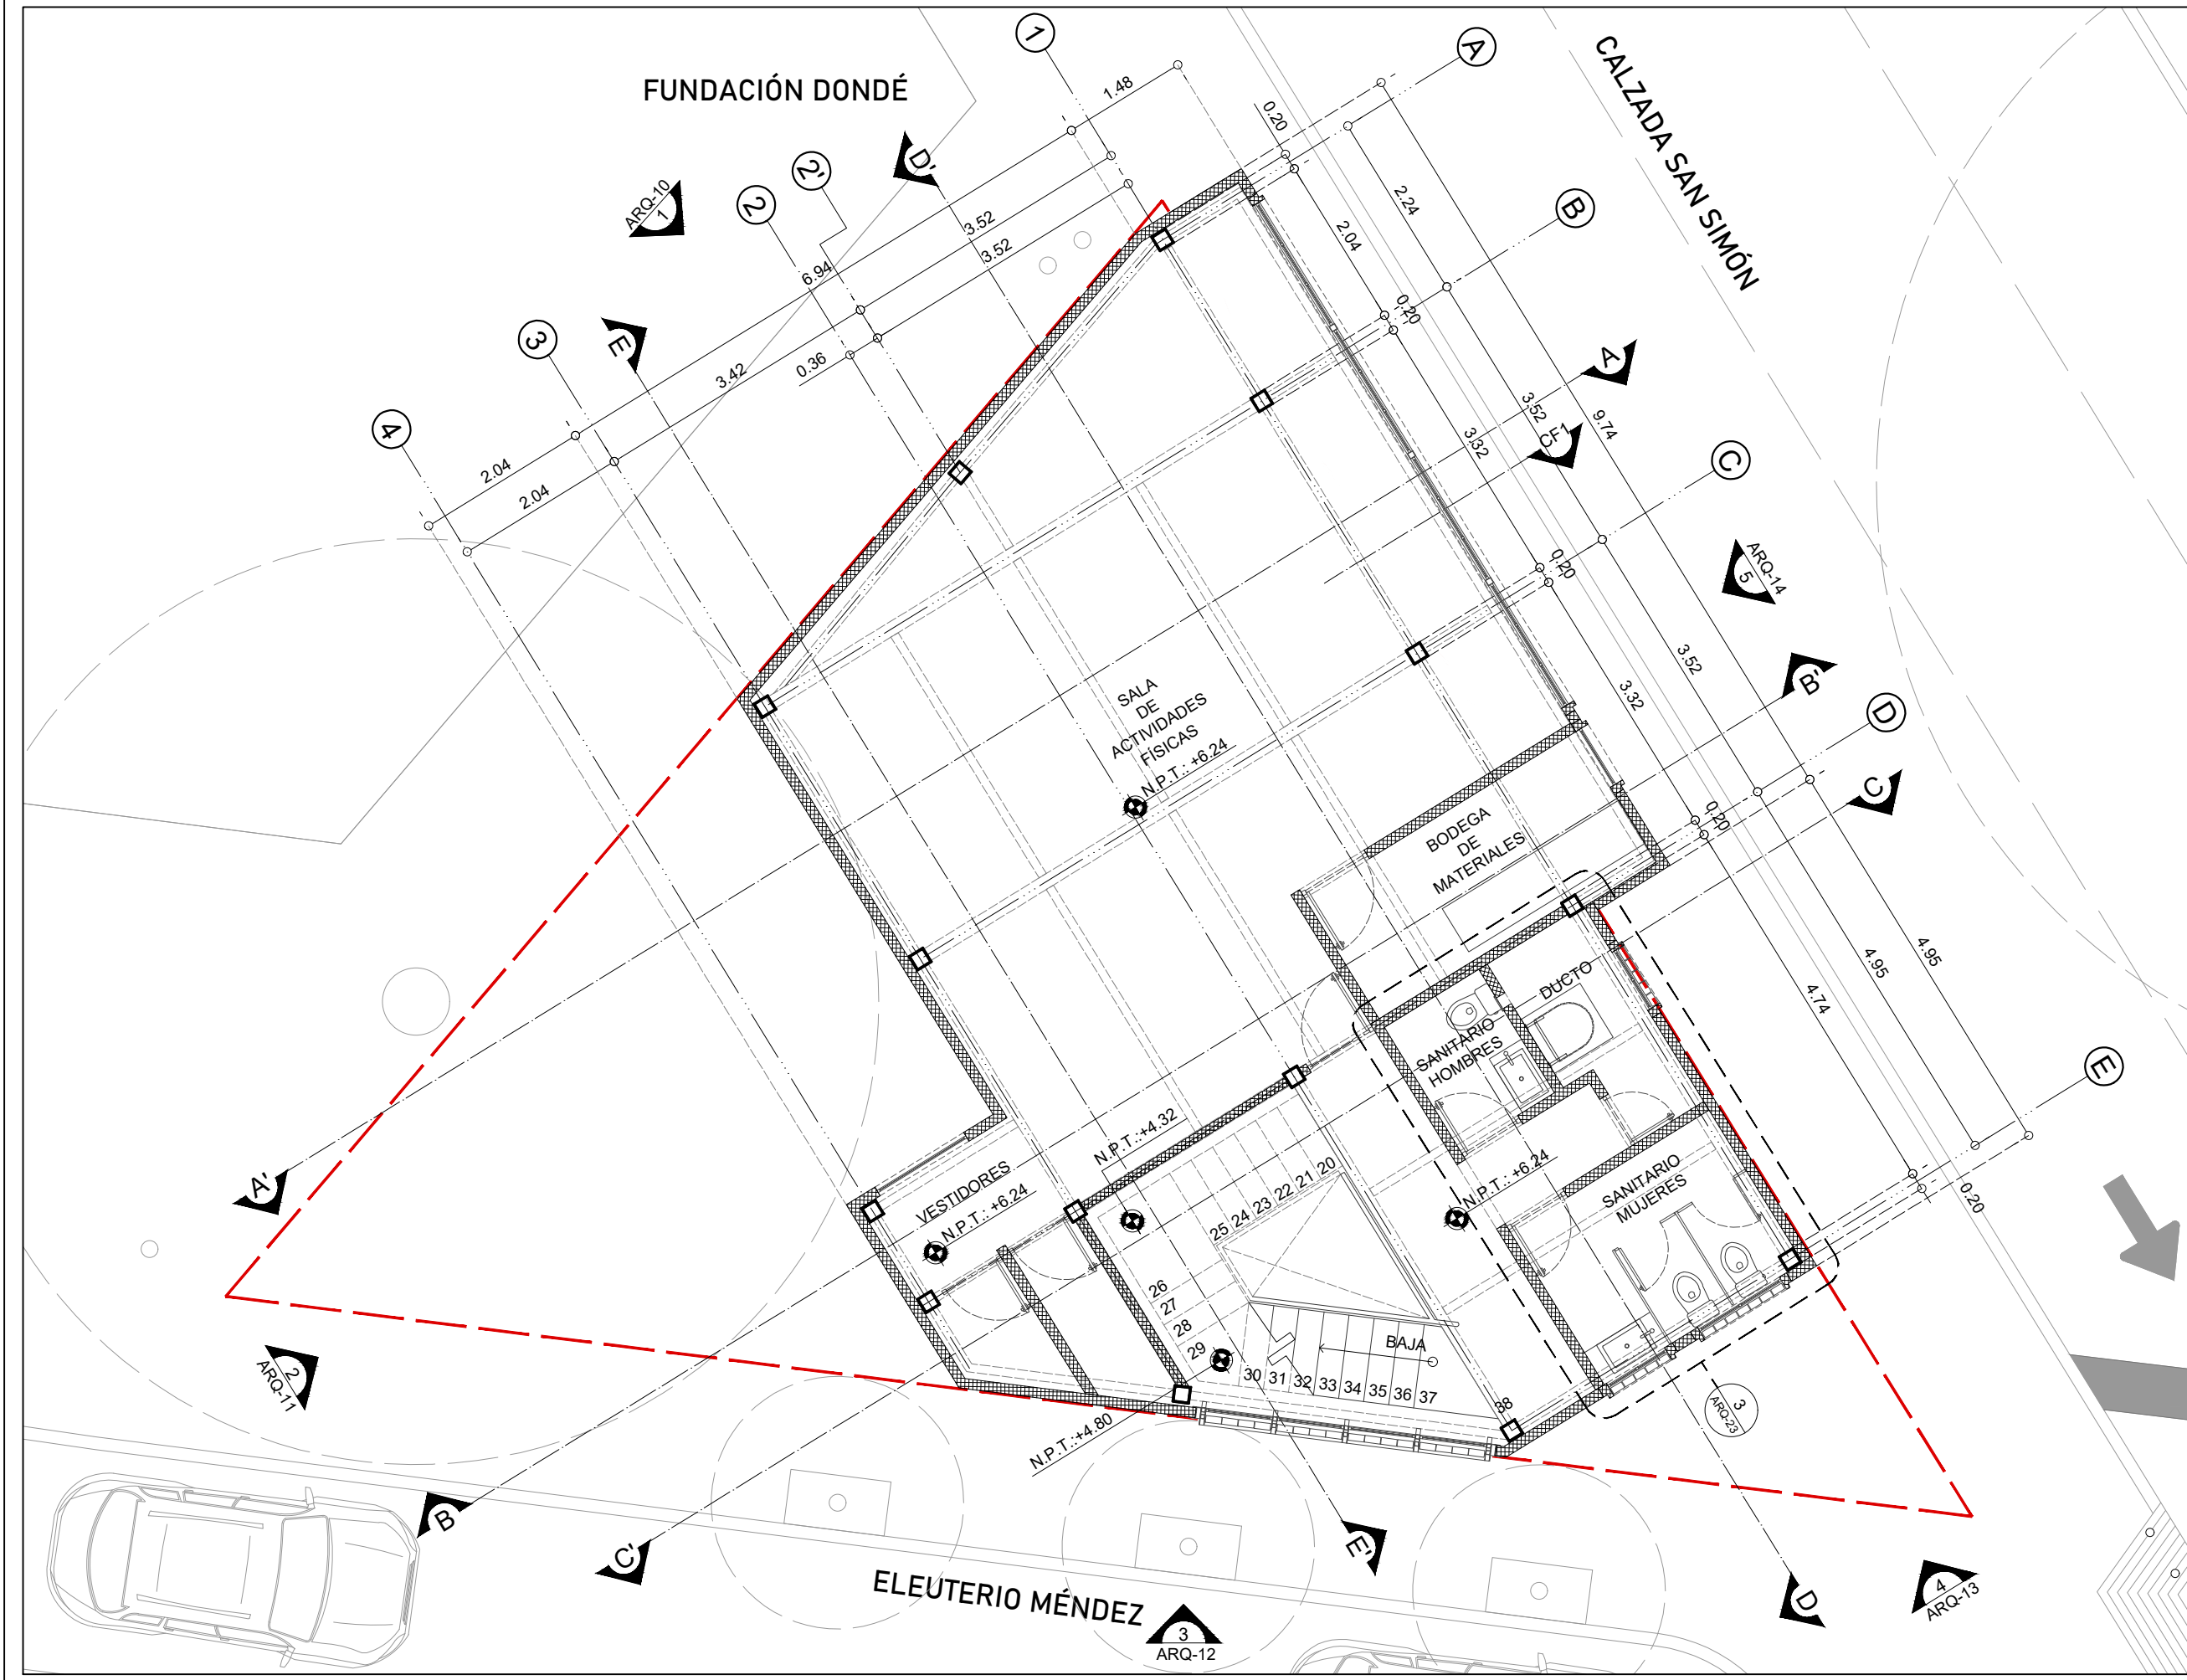 FUNDACIÓN DONDÉ
CALZADA SAN SIMÓN
ELEUTERIO MÉNDEZ
1
2'
2
3
4
A
B
C
D
E
D'
E
A
CF1
B'
C
A'
B
C'
E'
D
ARQ-10
1
2
ARQ-11
3
ARQ-12
4
ARQ-13
ARQ-14
5
3
ARQ-23
1.48
6.94
3.52
3.52
3.42
0.36
2.04
2.04
0.20
2.24
2.04
0.20
3.52
9.74
3.32
0.20
3.52
3.32
0.20
4.95
4.95
4.74
0.20
SALA
DE
ACTIVIDADES
FÍSICAS
N.P.T.: +6.24
BODEGA
DE
MATERIALES
DUCTO
SANITARIO
HOMBRES
N.P.T.:+4.32
VESTIDORES
N.P.T.: +6.24
N.P.T.: +6.24
SANITARIO
MUJERES
20
21
22
23
24
25
26
27
28
29
30
31
32
33
34
35
36
37
38
BAJA
N.P.T.:+4.80